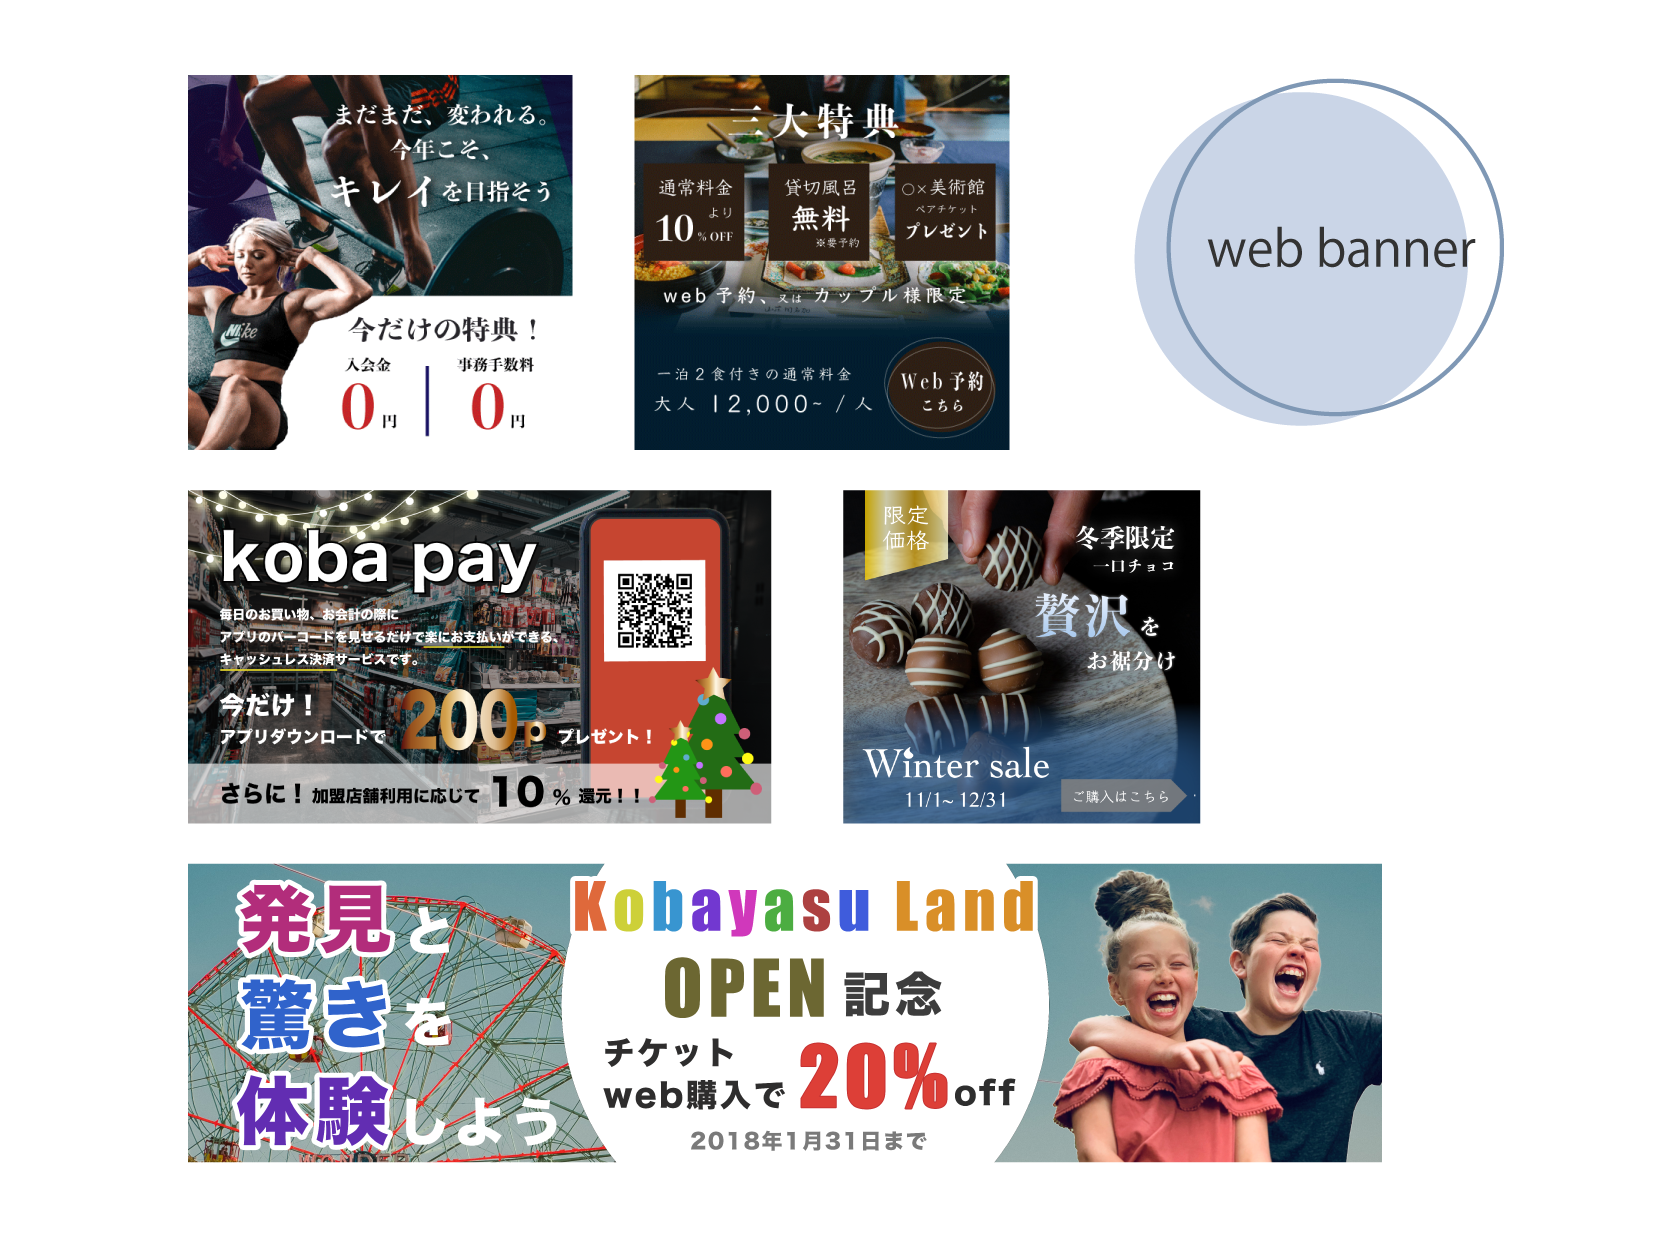 まだまだ、変われる。
今年こそ、
キレイを目指そう
NIKE
今だけの特典！
入会金
0円
事務手数料
0円
三大特典
通常料金
より
10%OFF
貸切風呂
無料
※要予約
○×美術館
ペアチケット
プレゼント
web予約、又はカップル様限定
一泊2食付きの通常料金
大人 12,000~ / 人
Web予約
こちら
web banner
koba pay
毎日のお買い物、お会計の際に
アプリのバーコードを見せるだけで楽にお支払いができる、
キャッシュレス決済サービスです。
今だけ！
アプリダウンロードで 200p プレゼント！
さらに！加盟店舗利用に応じて 10% 還元！！
限定
価格
冬季限定
一口チョコ
贅沢を
お裾分け
Winter sale
11/1~12/31
ご購入はこちら
発見と
驚きを
体験しよう
Kobayasu Land
OPEN記念
チケット
web購入で20%off
2018年1月31日まで